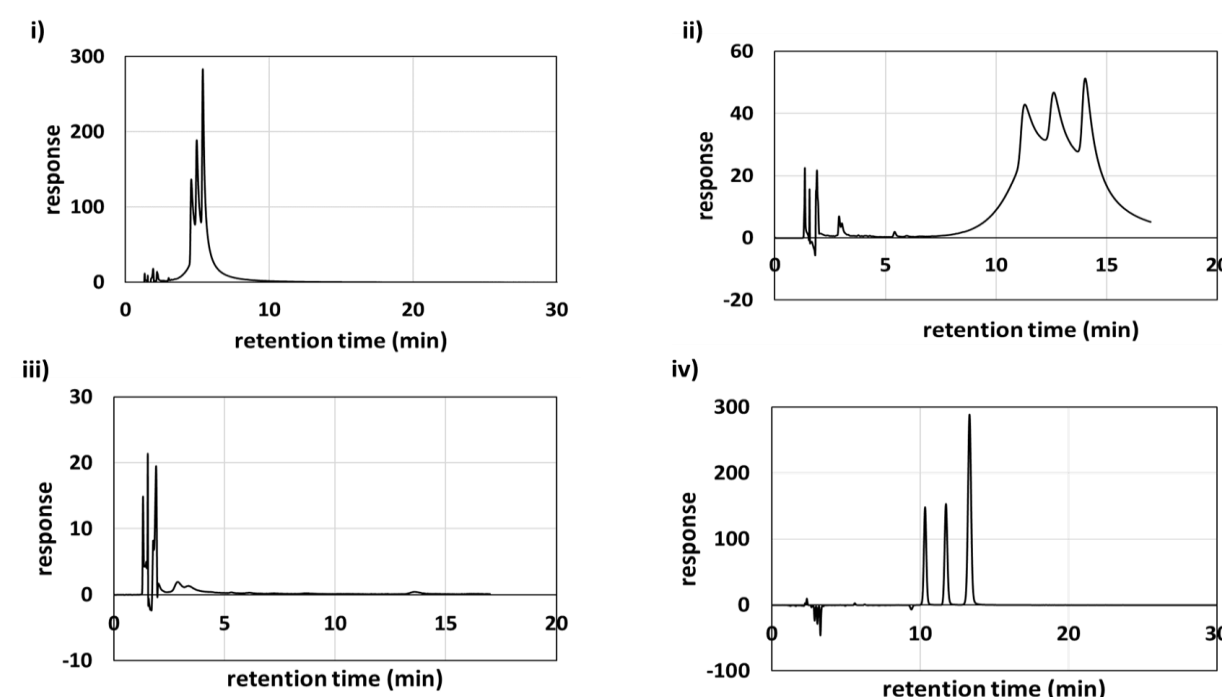 i)
300
200
100
0
0 10 20 30
response
retention time (min)
ii)
60
40
20
0
-20
0 5 10 15 20
response
retention time (min)
iii)
30
20
10
0
-10
0 5 10 15 20
response
retention time (min)
iv)
300
200
100
0
-100
0 10 20 30
response
retention time (min)